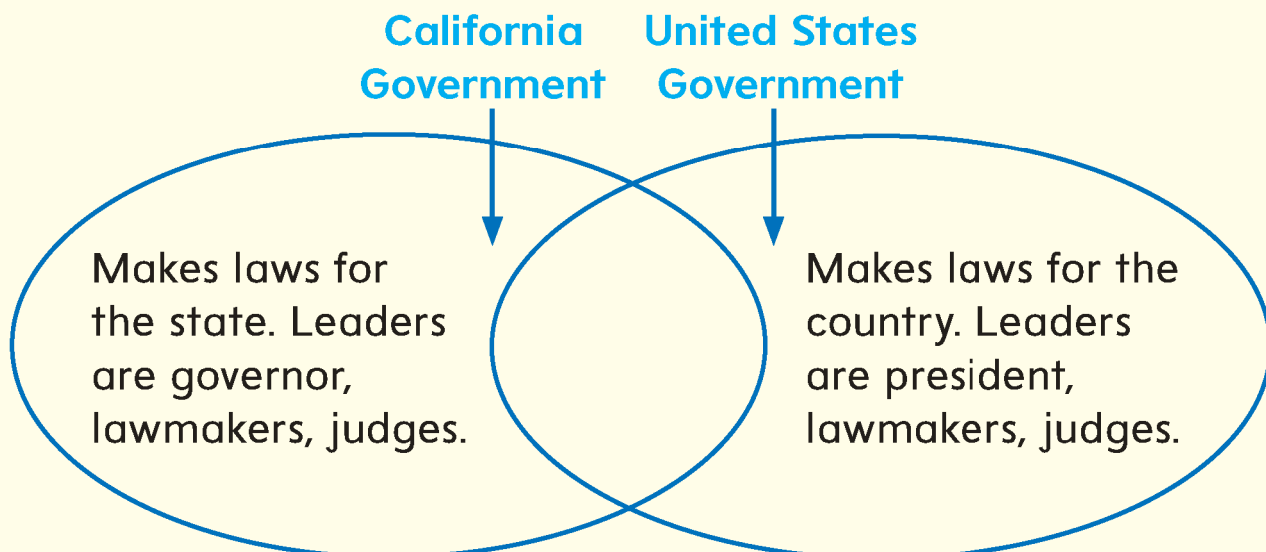 California
Government
United States
Government
Makes laws for
the state. Leaders
are governor,
lawmakers, judges.
Makes laws for the
country. Leaders
are president,
lawmakers, judges.